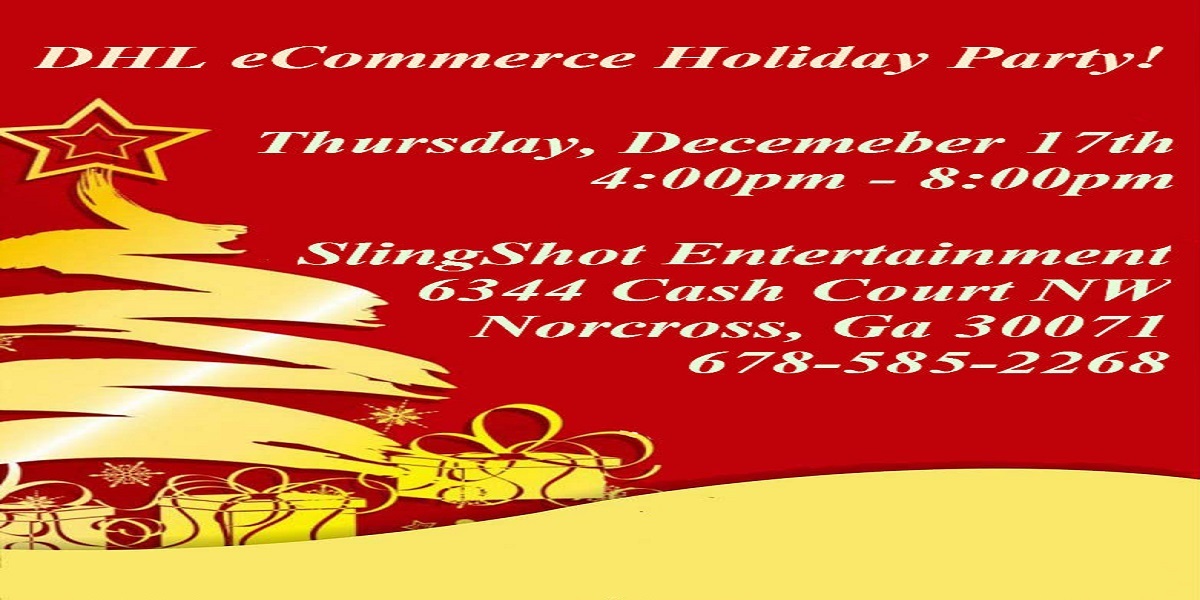 DHL eCommerce Holiday Party!
Thursday, Decemeber 17th
4:00pm - 8:00pm
SlingShot Entertainment
6344 Cash Court NW
Norcross, Ga 30071
678-585-2268